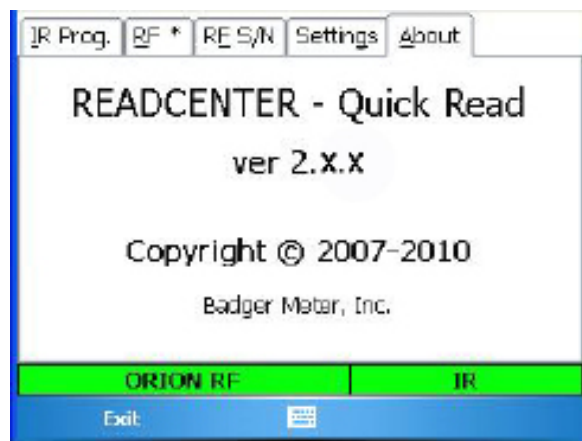 IR Prog. RF * RF S/N Settings About
READCENTER - Quick Read
ver 2.x.x
Copyright © 2007-2010
Badger Meter, Inc.
ORION RF IR
Exit